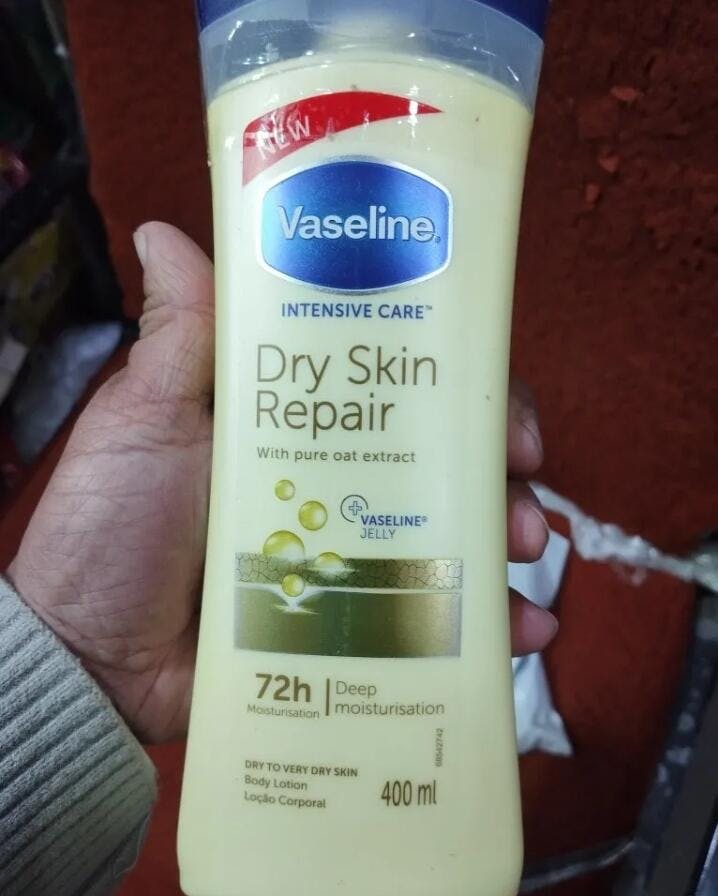 NEW
Vaseline®
INTENSIVE CARE™
Dry Skin
Repair
With pure oat extract
VASELINE®
JELLY
72h
Moisturisation
Deep
moisturisation
68542742
DRY TO VERY DRY SKIN
Body Lotion
Loção Corporal
400 ml